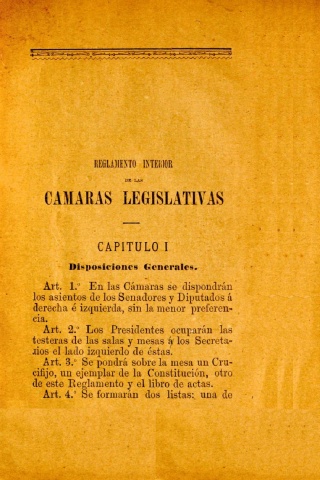 REGLAMENTO INTERIOR
DE LAS
CAMARAS LEGISLATIVAS
CAPITULO I
Disposiciones Generales.
Art. 1.º En las Cámaras se dispondrán
los asientos de los Senadores y Diputados á
derecha é izquierda, sin la menor preferen-
cia.
Art. 2.º Los Presidentes ocuparán las
testeras de las salas y mesas á los Secreta-
rios el lado izquierdo de éstas.
Art. 3.º Se pondrá sobre la mesa un Cru-
cifijo, un ejemplar de la Constitución, otro
de este Reglamento y el libro de actas.
Art. 4.º Se formarán dos listas; una de